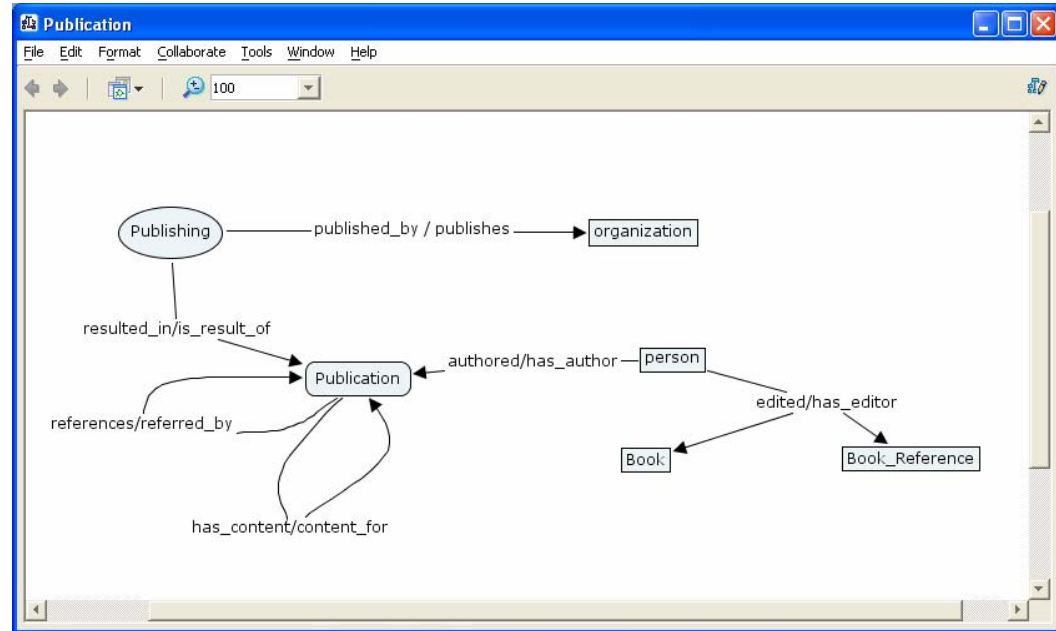 Publication
File Edit Format Collaborate Tools Window Help
100
Publishing
published_by / publishes
organization
resulted_in/is_result_of
Publication
authored/has_author
person
references/referred_by
edited/has_editor
Book
Book_Reference
has_content/content_for